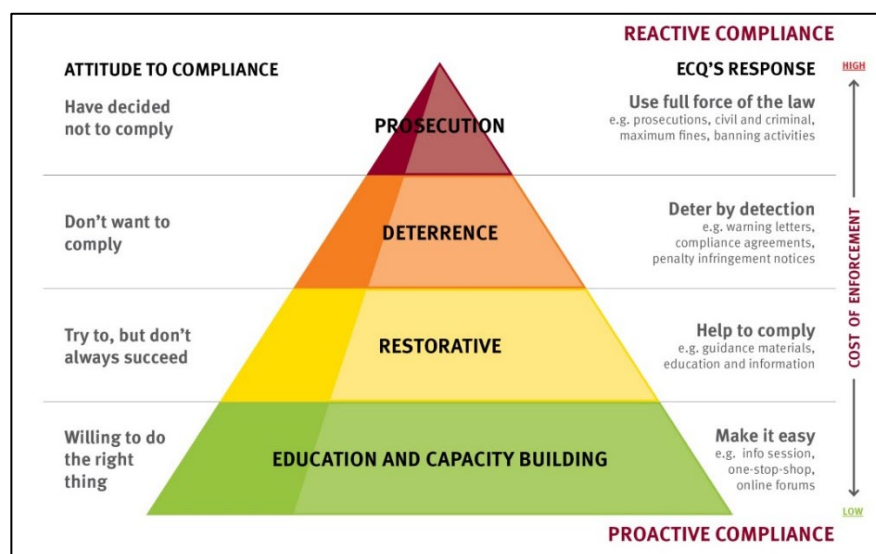 REACTIVE COMPLIANCE
ATTITUDE TO COMPLIANCE
ECQ'S RESPONSE
HIGH
Have decided
not to comply
PROSECUTION
Use full force of the law
e.g. prosecutions, civil and criminal,
maximum fines, banning activities
Don't want to
comply
DETERRENCE
Deter by detection
e.g. warning letters,
compliance agreements,
penalty infringement notices
Try to, but don't
always succeed
RESTORATIVE
Help to comply
e.g. guidance materials,
education and information
Willing to do
the right
thing
EDUCATION AND CAPACITY BUILDING
Make it easy
e.g. info session,
one-stop-shop,
online forums
COST OF ENFORCEMENT
LOW
PROACTIVE COMPLIANCE